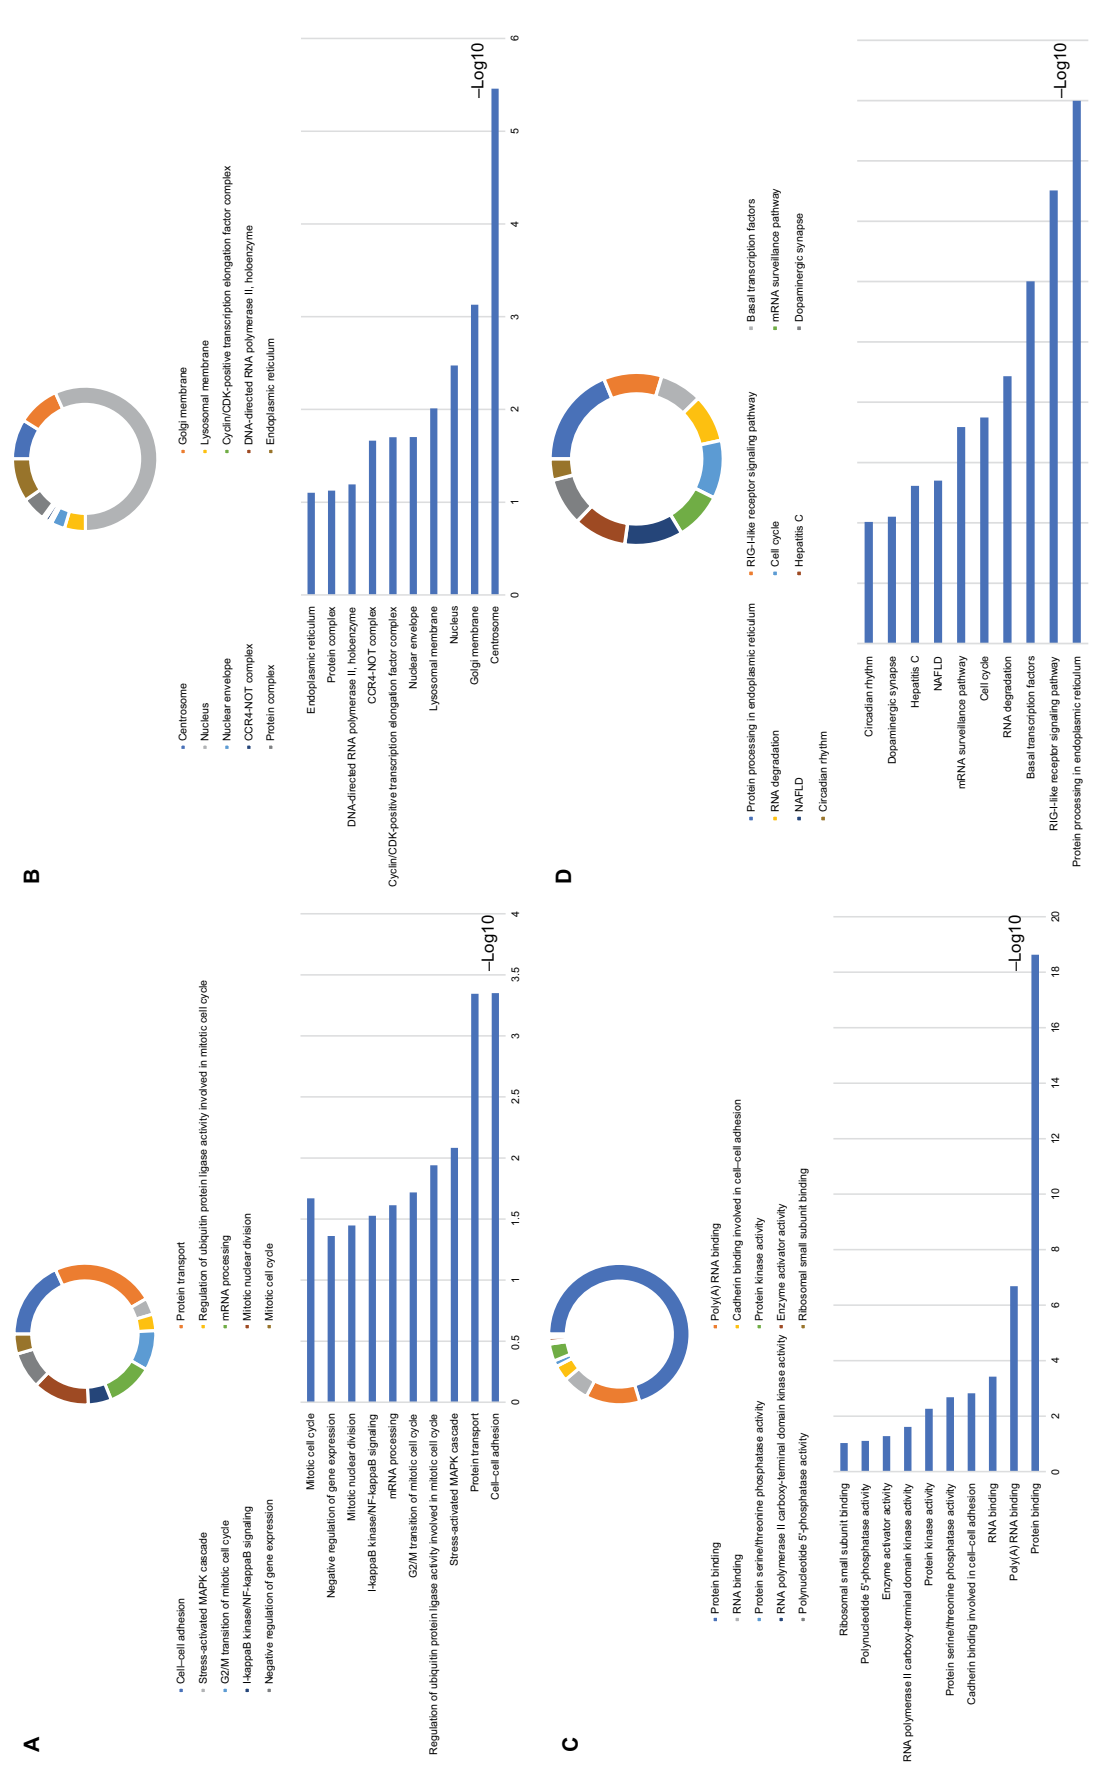 A
Cell–cell adhesion
Protein transport
Stress-activated MAPK cascade
Regulation of ubiquitin protein ligase activity involved in mitotic cell cycle
G2/M transition of mitotic cell cycle
mRNA processing
I-kappaB kinase/NF-kappaB signaling
Mitotic nuclear division
Negative regulation of gene expression
Mitotic cell cycle
Mitotic cell cycle
Negative regulation of gene expression
Mitotic nuclear division
I-kappaB kinase/NF-kappaB signaling
mRNA processing
G2/M transition of mitotic cell cycle
Regulation of ubiquitin protein ligase activity involved in mitotic cell cycle
Stress-activated MAPK cascade
Protein transport
Cell–cell adhesion
–Log10
0 0.5 1 1.5 2 2.5 3 3.5 4
B
Centrosome
Golgi membrane
Nucleus
Lysosomal membrane
Nuclear envelope
Cyclin/CDK-positive transcription elongation factor complex
CCR4-NOT complex
DNA-directed RNA polymerase II, holoenzyme
Protein complex
Endoplasmic reticulum
Endoplasmic reticulum
Protein complex
DNA-directed RNA polymerase II, holoenzyme
CCR4-NOT complex
Cyclin/CDK-positive transcription elongation factor complex
Nuclear envelope
Lysosomal membrane
Nucleus
Golgi membrane
Centrosome
–Log10
0 1 2 3 4 5 6
C
Protein binding
Poly(A) RNA binding
RNA binding
Cadherin binding involved in cell–cell adhesion
Protein serine/threonine phosphatase activity
Protein kinase activity
RNA polymerase II carboxy-terminal domain kinase activity
Enzyme activator activity
Polynucleotide 5'-phosphatase activity
Ribosomal small subunit binding
Ribosomal small subunit binding
Polynucleotide 5'-phosphatase activity
Enzyme activator activity
RNA polymerase II carboxy-terminal domain kinase activity
Protein kinase activity
Protein serine/threonine phosphatase activity
Cadherin binding involved in cell–cell adhesion
RNA binding
Poly(A) RNA binding
Protein binding
–Log10
0 2 4 6 8 10 12 14 16 18 20
D
Protein processing in endoplasmic reticulum
RIG-I-like receptor signaling pathway
Basal transcription factors
RNA degradation
Cell cycle
mRNA surveillance pathway
NAFLD
Hepatitis C
Dopaminergic synapse
Circadian rhythm
Circadian rhythm
Dopaminergic synapse
Hepatitis C
NAFLD
mRNA surveillance pathway
Cell cycle
RNA degradation
Basal transcription factors
RIG-I-like receptor signaling pathway
Protein processing in endoplasmic reticulum
–Log10